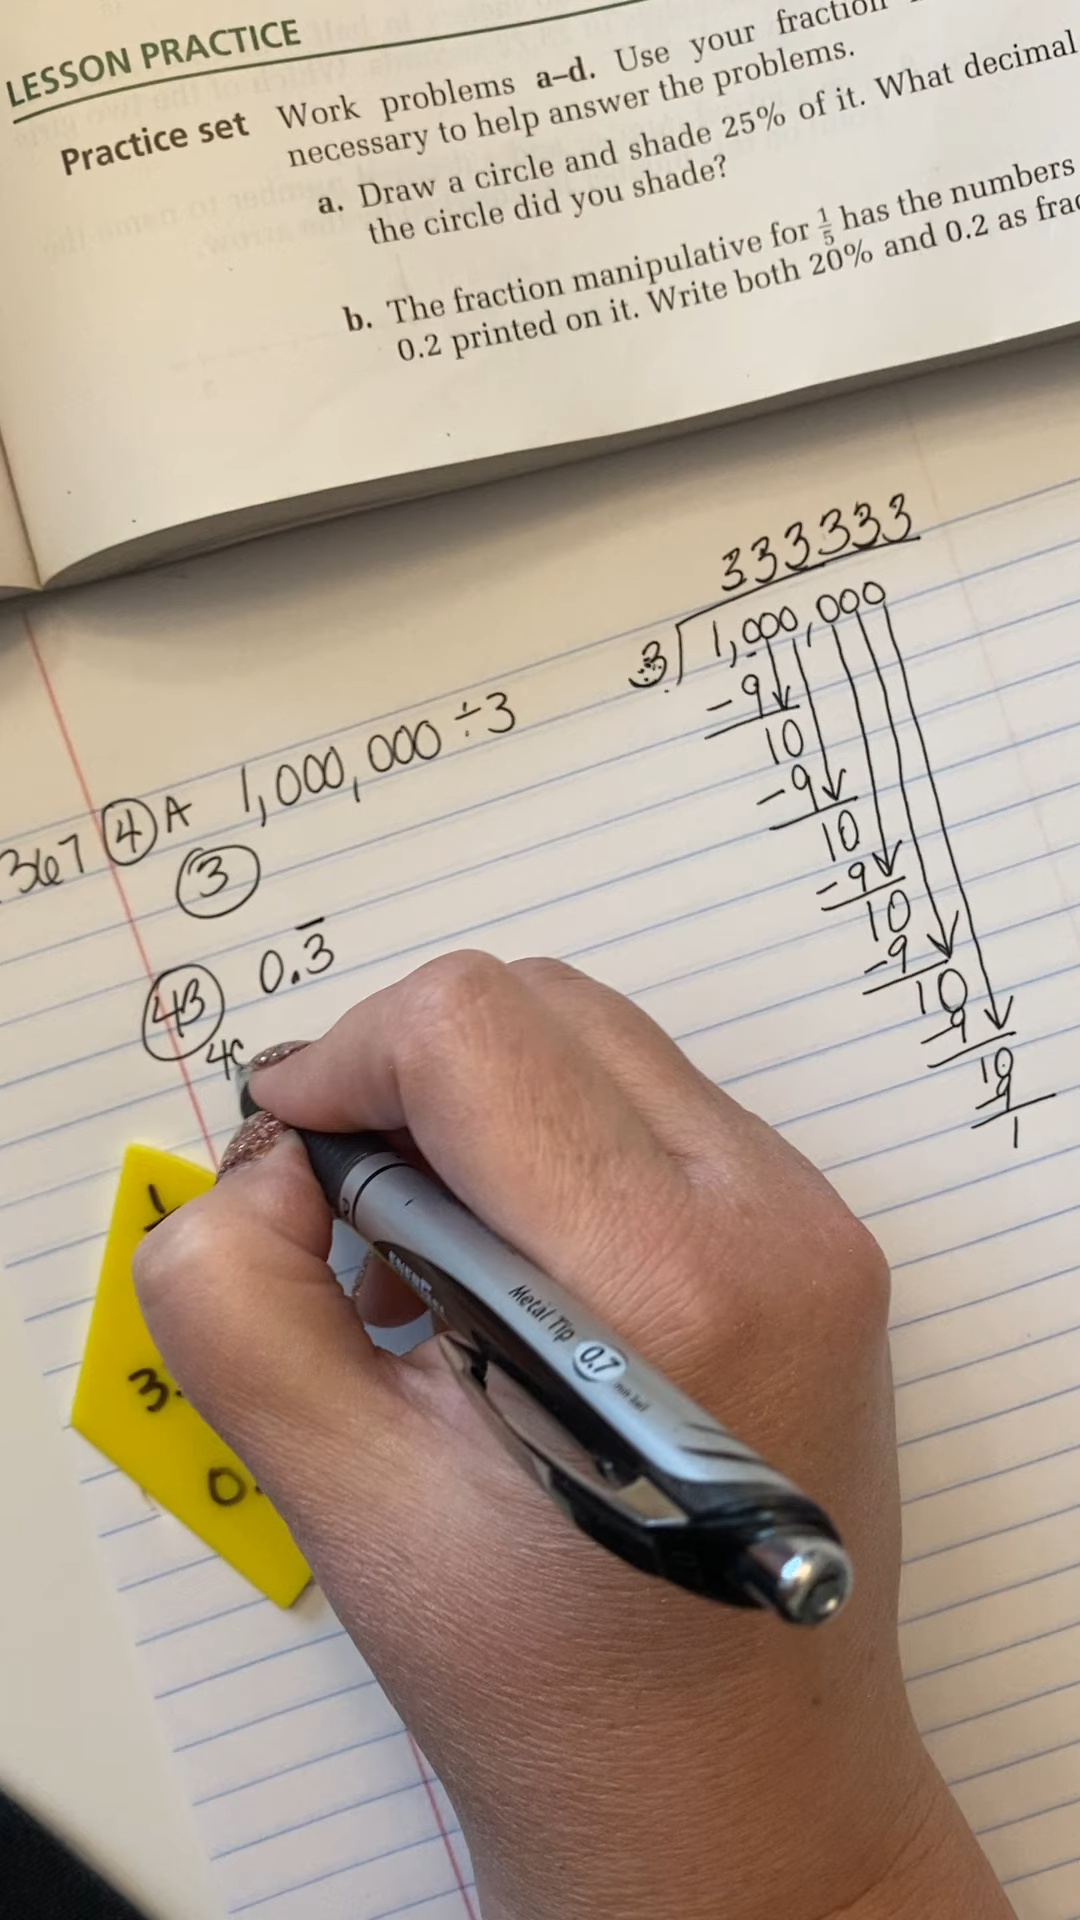 LESSON PRACTICE
Practice set Work problems a–d. Use your fraction
necessary to help answer the problems.
a. Draw a circle and shade 25% of it. What decimal
the circle did you shade?
b. The fraction manipulative for 1/5 has the numbers
0.2 printed on it. Write both 20% and 0.2 as frac
333333
3 1,000,000
-9
10
-9
10
-9
10
-9
10
-9
10
9
1
367 4 A 1,000,000 ÷ 3
3
4B 0.3̅
4C
1
3.
0.
Metal Tip 0.7